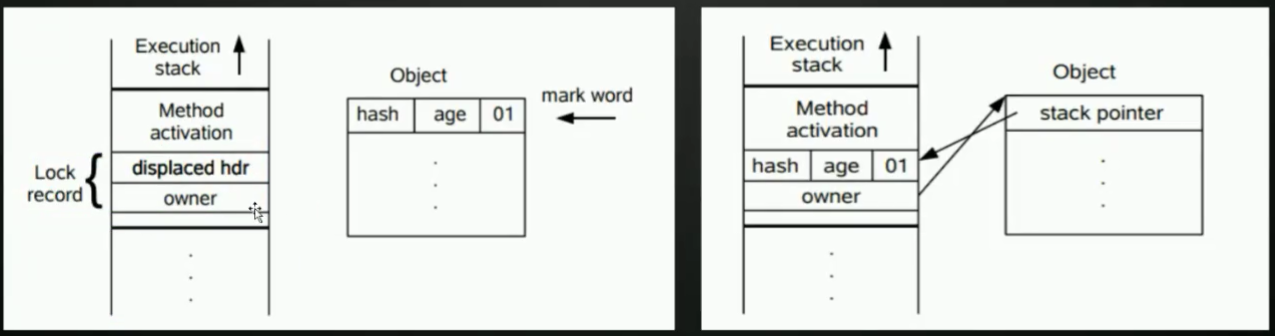 Execution
stack
Method
activation
Lock
record
displaced hdr
owner
Object
hash age 01
mark word
Execution
stack
Method
activation
hash age 01
owner
Object
stack pointer